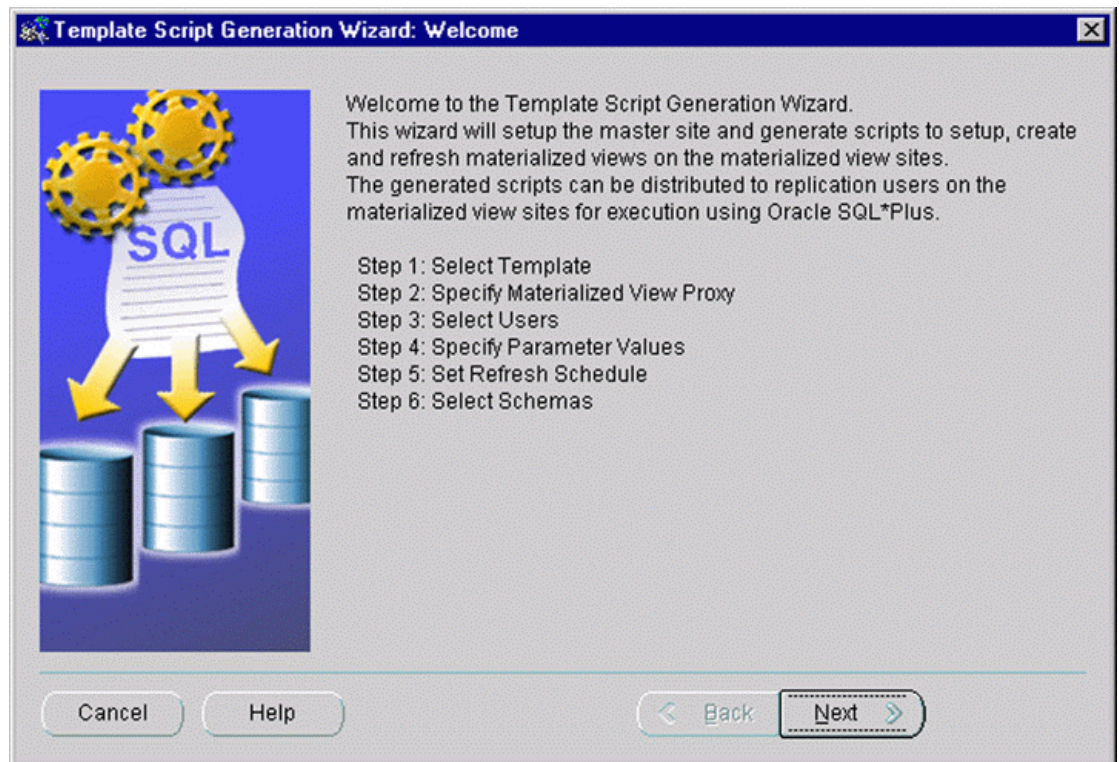 Template Script Generation Wizard: Welcome
Welcome to the Template Script Generation Wizard.
This wizard will setup the master site and generate scripts to setup, create
and refresh materialized views on the materialized view sites.
The generated scripts can be distributed to replication users on the
materialized view sites for execution using Oracle SQL*Plus.
SQL
Step 1: Select Template
Step 2: Specify Materialized View Proxy
Step 3: Select Users
Step 4: Specify Parameter Values
Step 5: Set Refresh Schedule
Step 6: Select Schemas
Cancel
Help
Back
Next